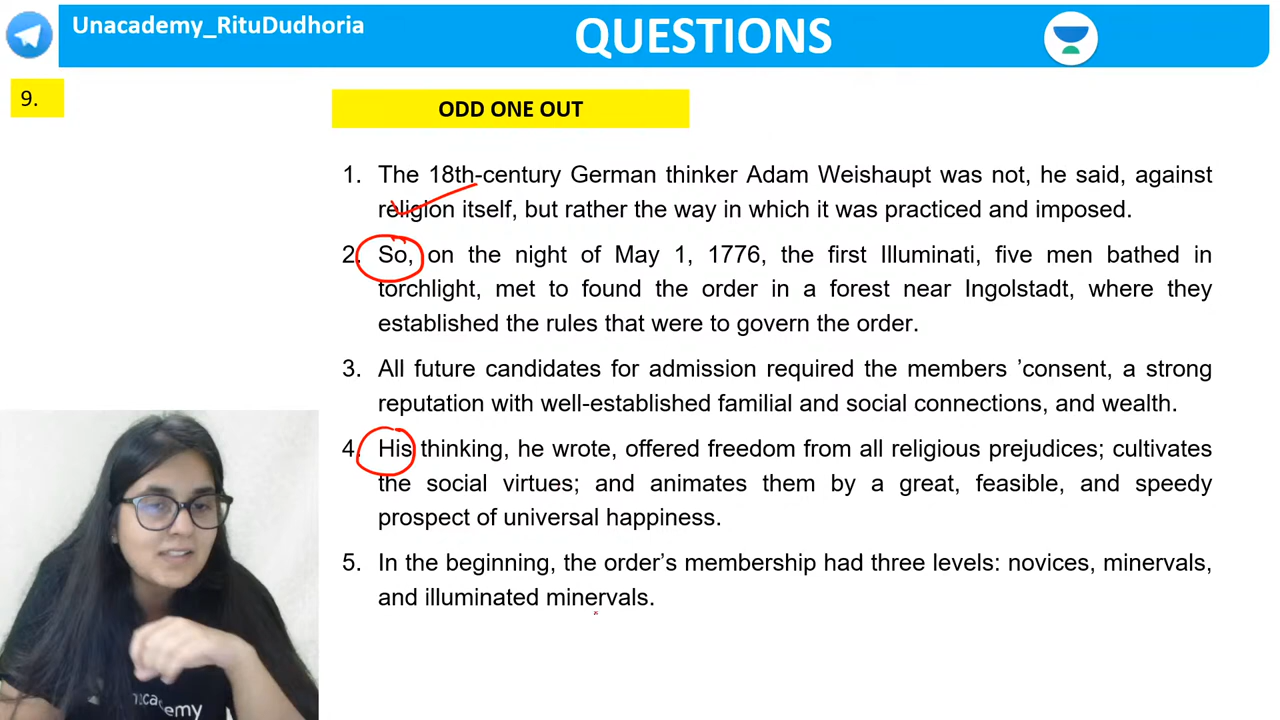 Unacademy_RituDudhoria
QUESTIONS
9.
ODD ONE OUT
1. The 18th-century German thinker Adam Weishaupt was not, he said, against
religion itself, but rather the way in which it was practiced and imposed.
2. So, on the night of May 1, 1776, the first Illuminati, five men bathed in
torchlight, met to found the order in a forest near Ingolstadt, where they
established the rules that were to govern the order.
3. All future candidates for admission required the members ’consent, a strong
reputation with well-established familial and social connections, and wealth.
4. His thinking, he wrote, offered freedom from all religious prejudices; cultivates
the social virtues; and animates them by a great, feasible, and speedy
prospect of universal happiness.
5. In the beginning, the order’s membership had three levels: novices, minervals,
and illuminated minervals.